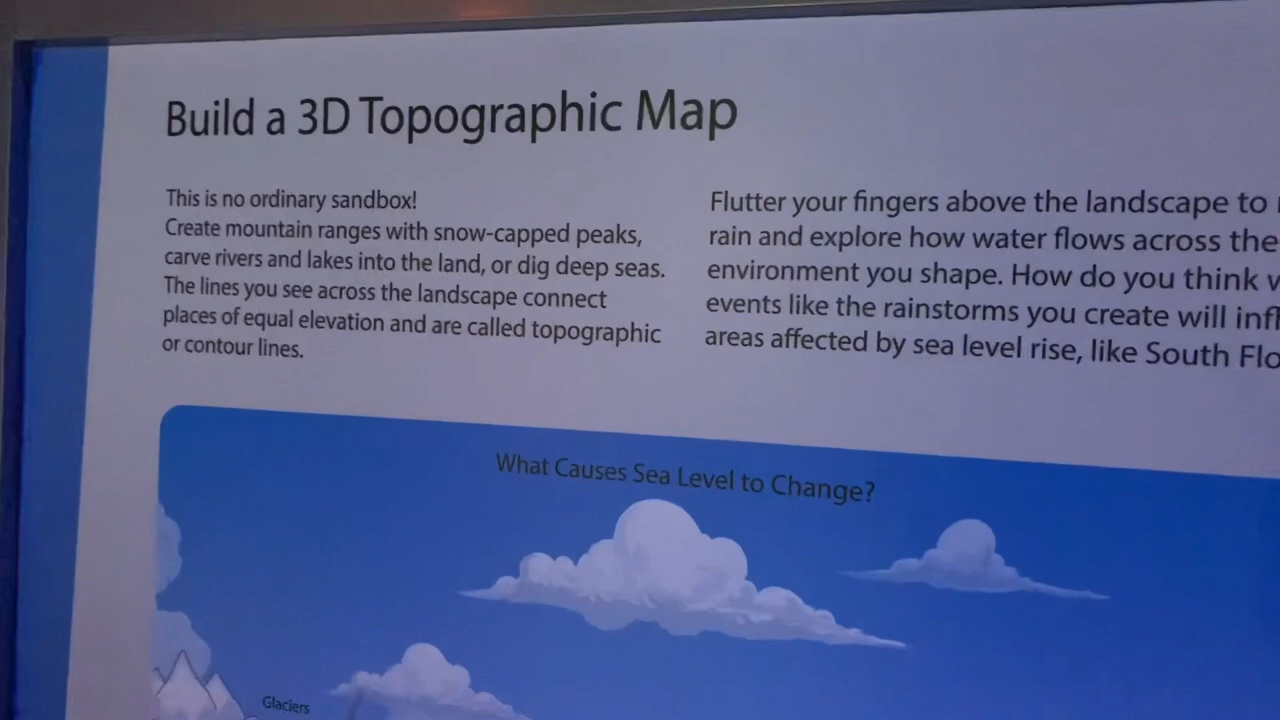 Build a 3D Topographic Map
This is no ordinary sandbox!
Create mountain ranges with snow-capped peaks,
carve rivers and lakes into the land, or dig deep seas.
The lines you see across the landscape connect
places of equal elevation and are called topographic
or contour lines.
Flutter your fingers above the landscape to
rain and explore how water flows across the
environment you shape. How do you think
events like the rainstorms you create will
areas affected by sea level rise, like South
What Causes Sea Level to Change?
Glaciers